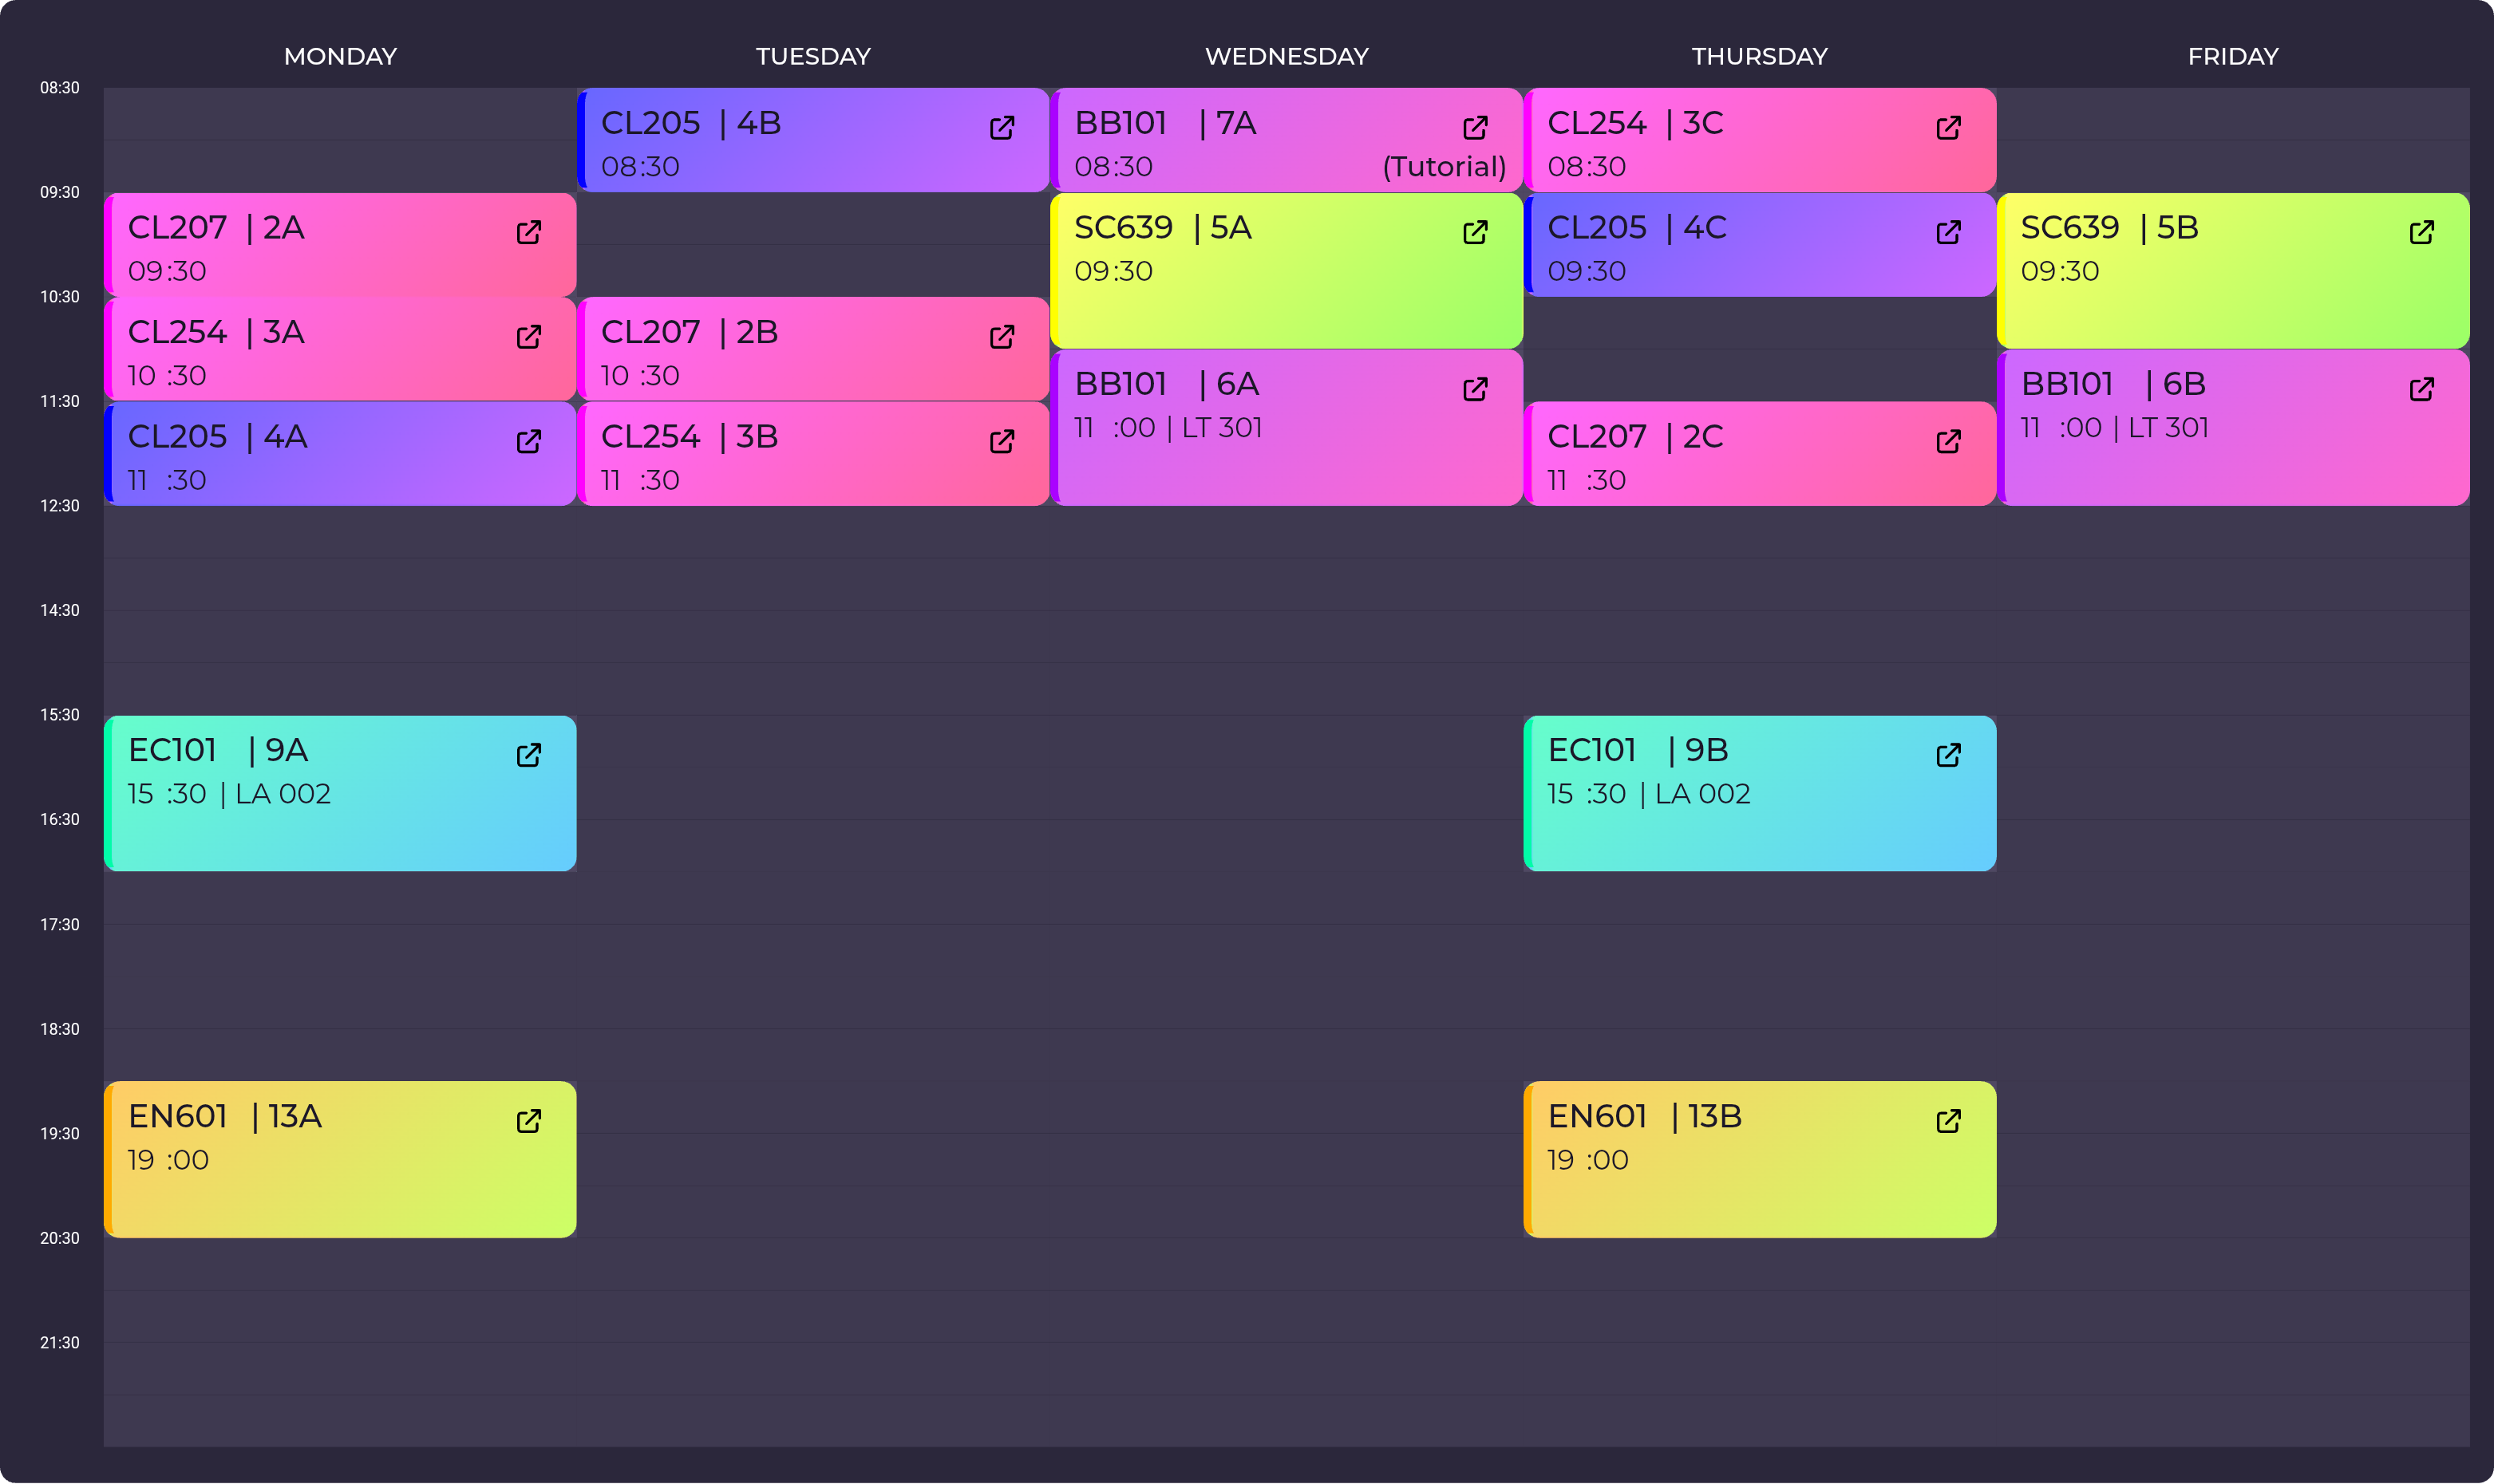 MONDAY TUESDAY WEDNESDAY THURSDAY FRIDAY
08:30
CL205 | 4B
08:30
BB101 | 7A
08:30 (Tutorial)
CL254 | 3C
08:30
09:30
CL207 | 2A
09:30
SC639 | 5A
09:30
CL205 | 4C
09:30
SC639 | 5B
09:30
10:30
CL254 | 3A
10 :30
CL207 | 2B
10 :30
BB101 | 6A
11 :00 | LT 301
BB101 | 6B
11 :00 | LT 301
11:30
CL205 | 4A
11 :30
CL254 | 3B
11 :30
CL207 | 2C
11 :30
12:30
14:30
15:30
EC101 | 9A
15 :30 | LA 002
EC101 | 9B
15 :30 | LA 002
16:30
17:30
18:30
EN601 | 13A
19 :00
EN601 | 13B
19 :00
19:30
20:30
21:30